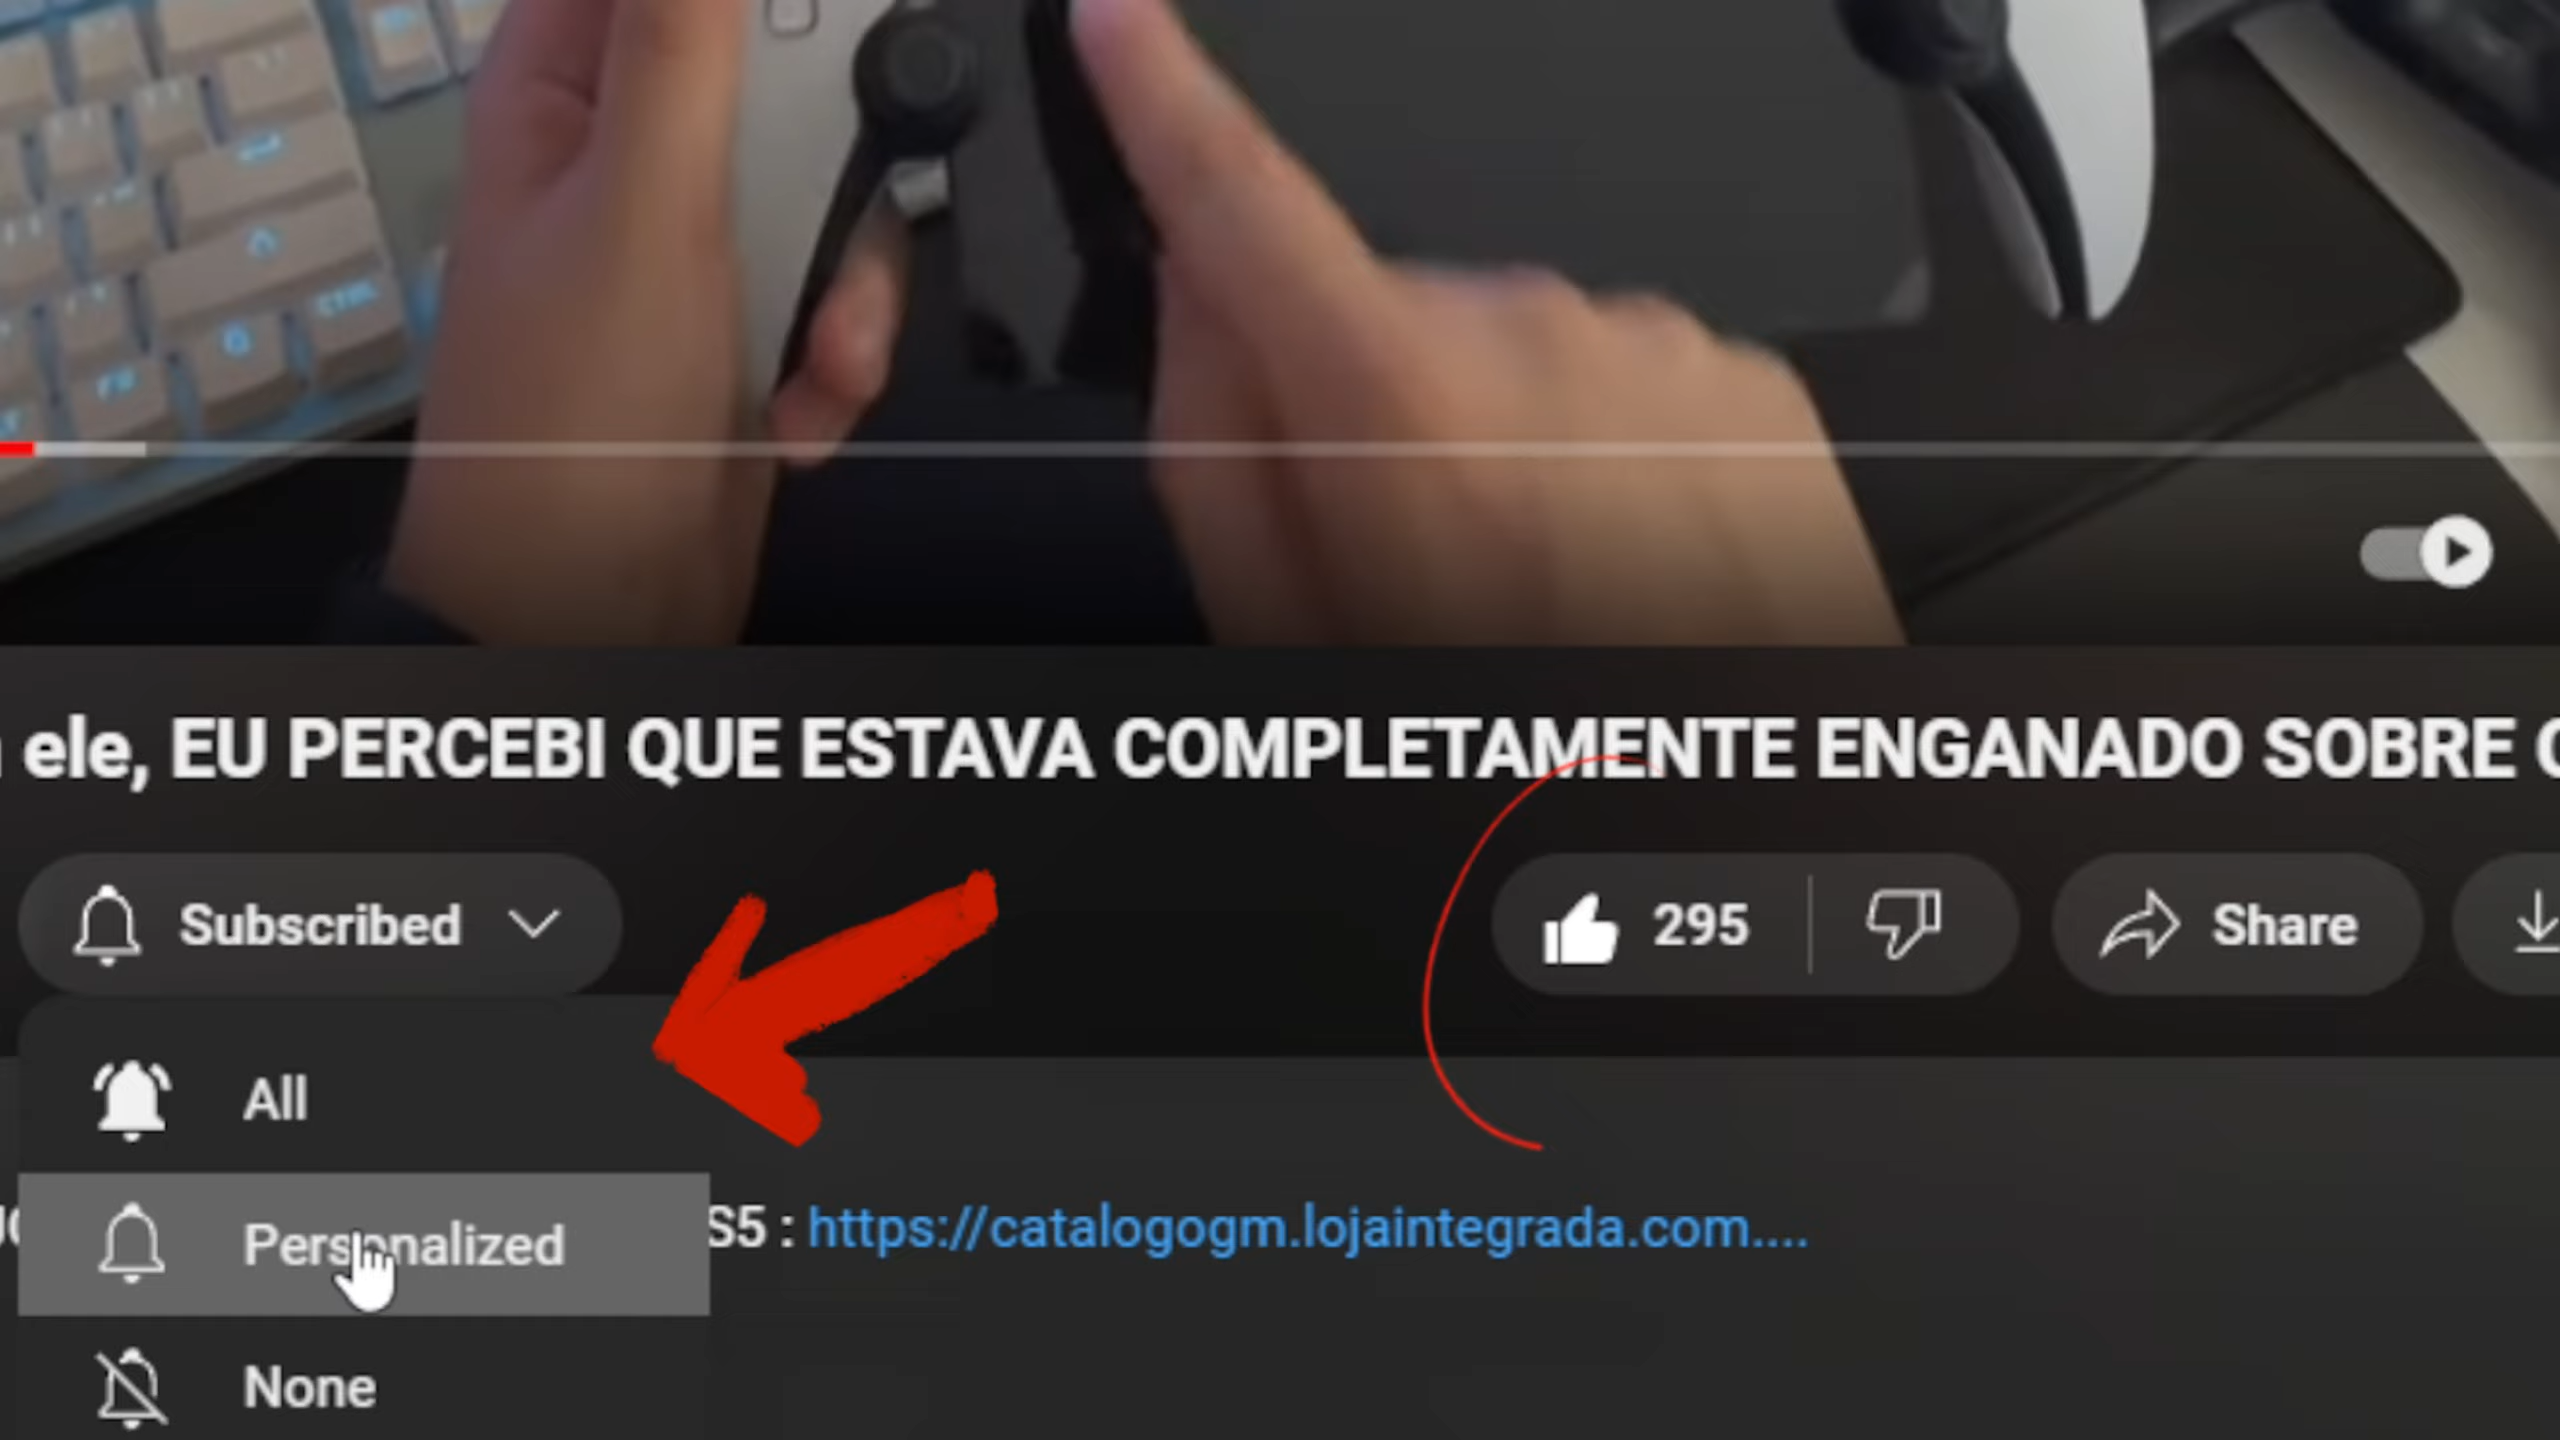 ele, EU PERCEBI QUE ESTAVA COMPLETAMENTE ENGANADO SOBRE
Subscribed
295
Share
All
S5 : https://catalogogm.lojaintegrada.com....
Personalized
None